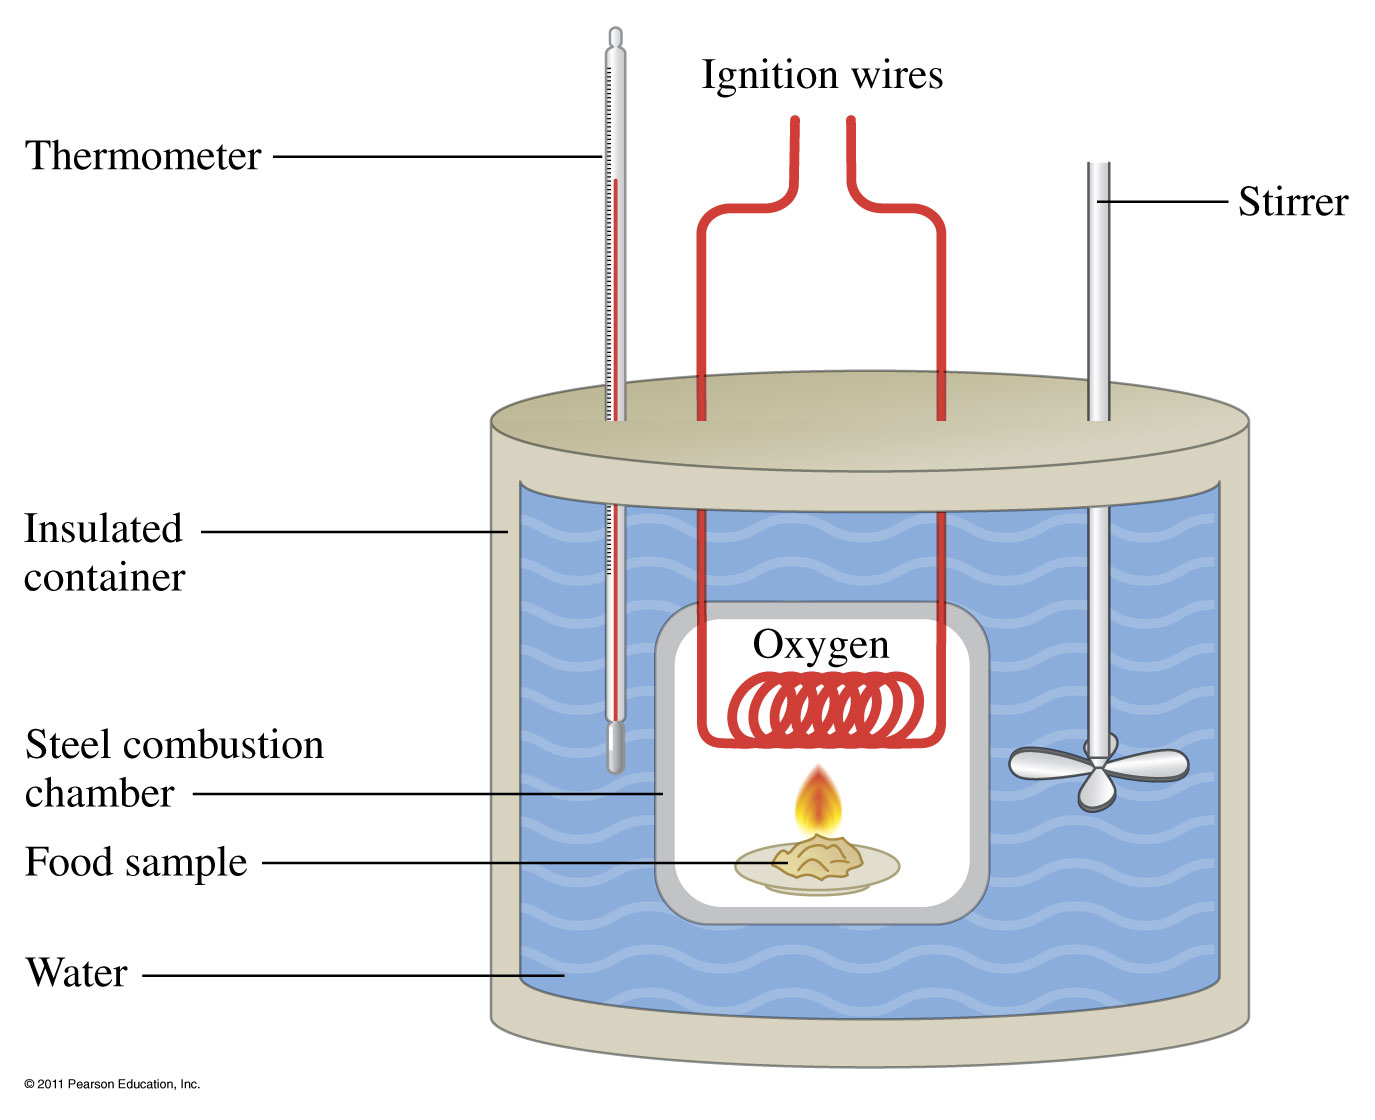 Ignition wires
Thermometer
Stirrer
Insulated
container
Oxygen
Steel combustion
chamber
Food sample
Water
© 2011 Pearson Education, Inc.